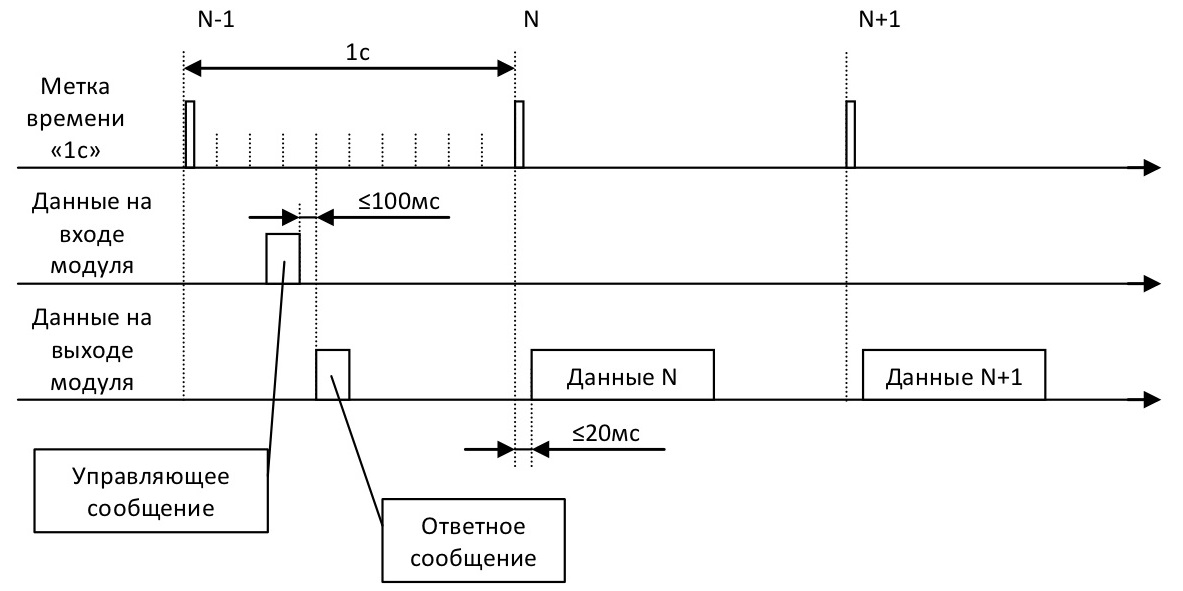 N-1
N
N+1
1с
Метка
времени
«1с»
Данные на
входе
модуля
≤100мс
Данные на
выходе
модуля
Данные N
Данные N+1
≤20мс
Управляющее
сообщение
Ответное
сообщение